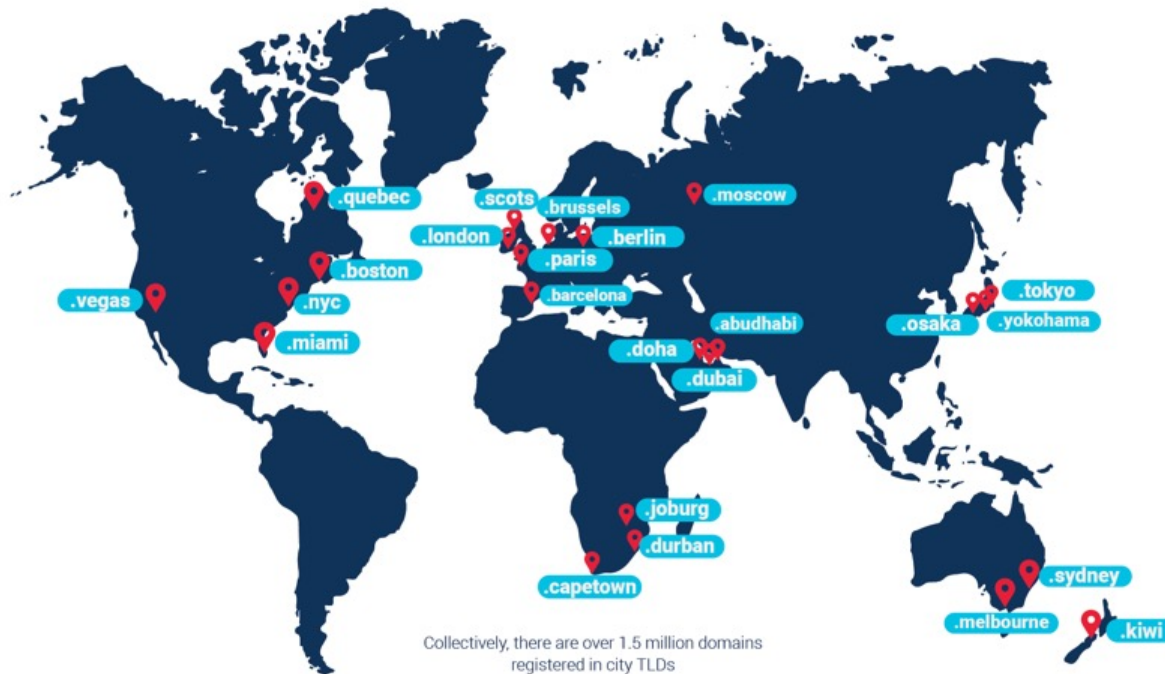 .quebec
.scots
.brussels
.moscow
.london
.berlin
.boston
.paris
.vegas
.nyc
.barcelona
.tokyo
.osaka
.yokohama
.miami
.abudhabi
.doha
.dubai
.joburg
.durban
.capetown
.sydney
.melbourne
.kiwi
Collectively, there are over 1.5 million domains
registered in city TLDs